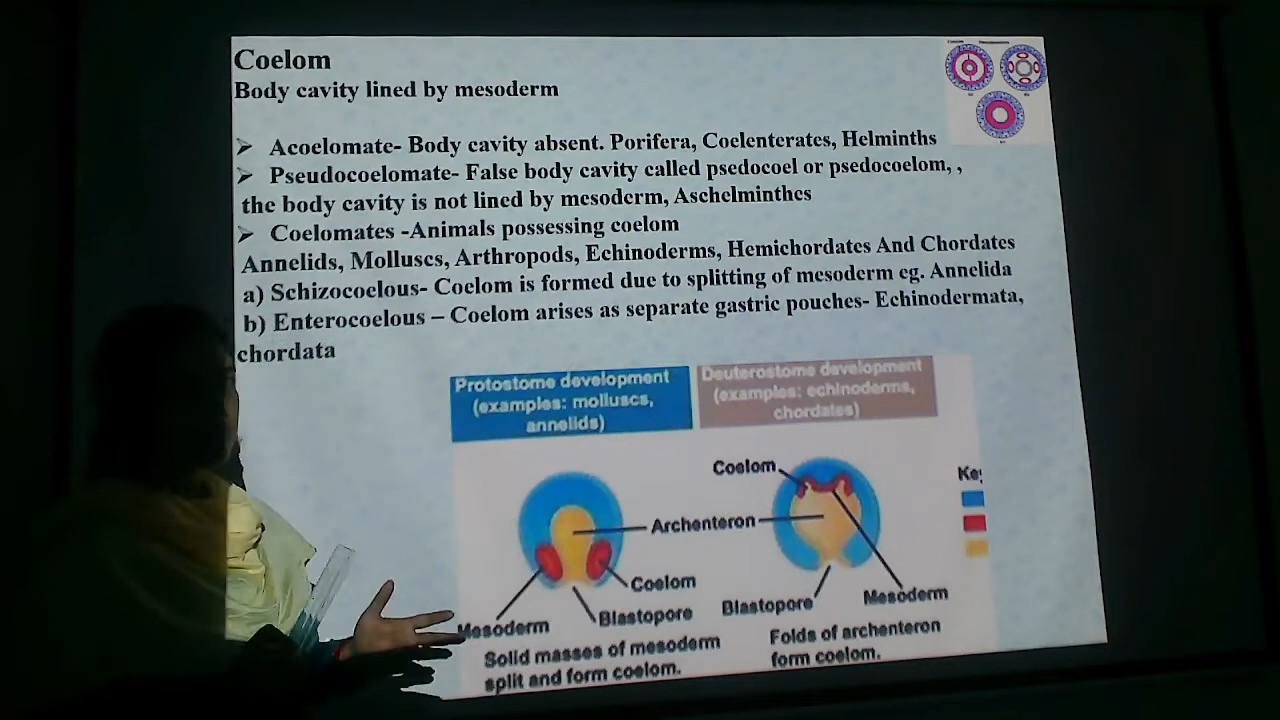 Coelom
Body cavity lined by mesoderm
➢ Acoelomate- Body cavity absent. Porifera, Coelenterates, Helminths
➢ Pseudocoelomate- False body cavity called psedocoel or psedocoelom, ,
the body cavity is not lined by mesoderm, Aschelminthes
➢ Coelomates -Animals possessing coelom
Annelids, Molluscs, Arthropods, Echinoderms, Hemichordates And Chordates
a) Schizocoelous- Coelom is formed due to splitting of mesoderm eg. Annelida
b) Enterocoelous – Coelom arises as separate gastric pouches- Echinodermata,
chordata
Protostome development
(examples: molluscs,
annelids)
Deuterostome development
(examples: echinoderms,
chordates)
Coelom
Key
Archenteron
Coelom
Blastopore
Mesoderm
Blastopore
Mesoderm
Solid masses of mesoderm
split and form coelom.
Folds of archenteron
form coelom.